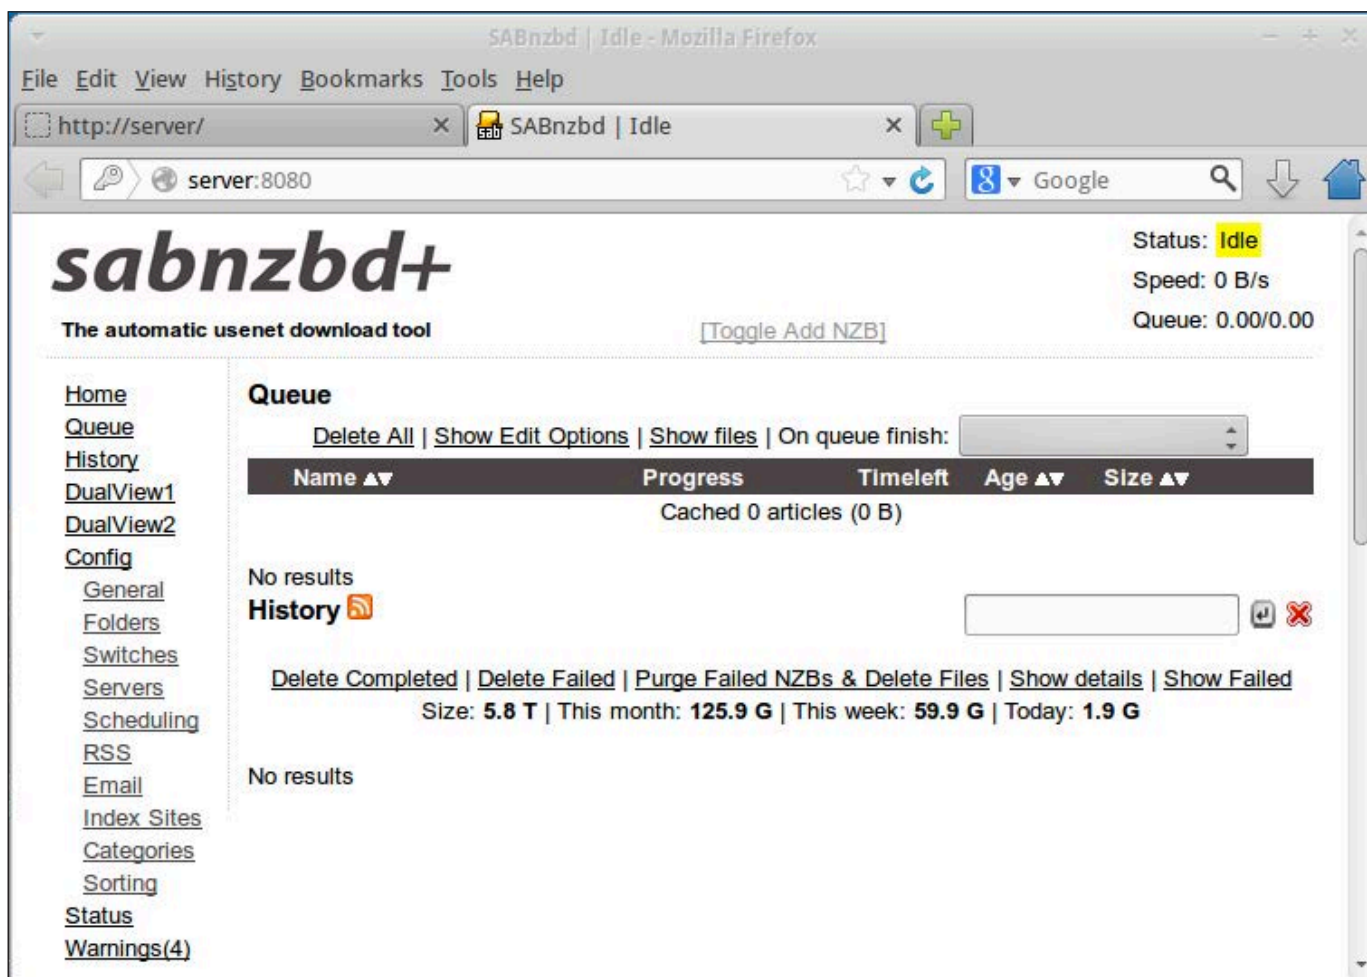 SABnzbd | Idle - Mozilla Firefox
File Edit View History Bookmarks Tools Help
http://server/ SABnzbd | Idle
server:8080 Google
sabnzbd+
The automatic usenet download tool
[Toggle Add NZB]
Status: Idle
Speed: 0 B/s
Queue: 0.00/0.00
Home
Queue
History
DualView1
DualView2
Config
General
Folders
Switches
Servers
Scheduling
RSS
Email
Index Sites
Categories
Sorting
Status
Warnings(4)
Queue
Delete All | Show Edit Options | Show files | On queue finish:
Name Progress Timeleft Age Size
Cached 0 articles (0 B)
No results
History
Delete Completed | Delete Failed | Purge Failed NZBs & Delete Files | Show details | Show Failed
Size: 5.8 T | This month: 125.9 G | This week: 59.9 G | Today: 1.9 G
No results